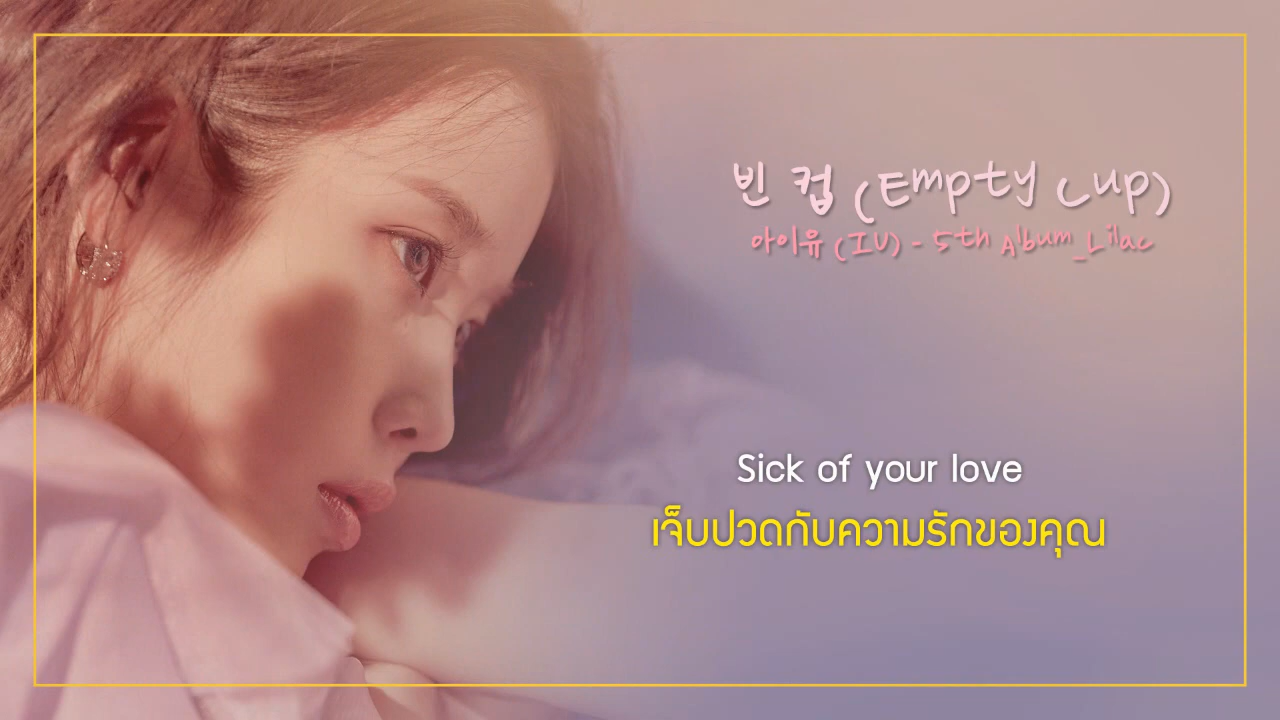 빈 컵 (Empty Cup)
아이유 (IU) - 5th Album_Lilac
Sick of your love
เจ็บปวดกับความรักของคุณ